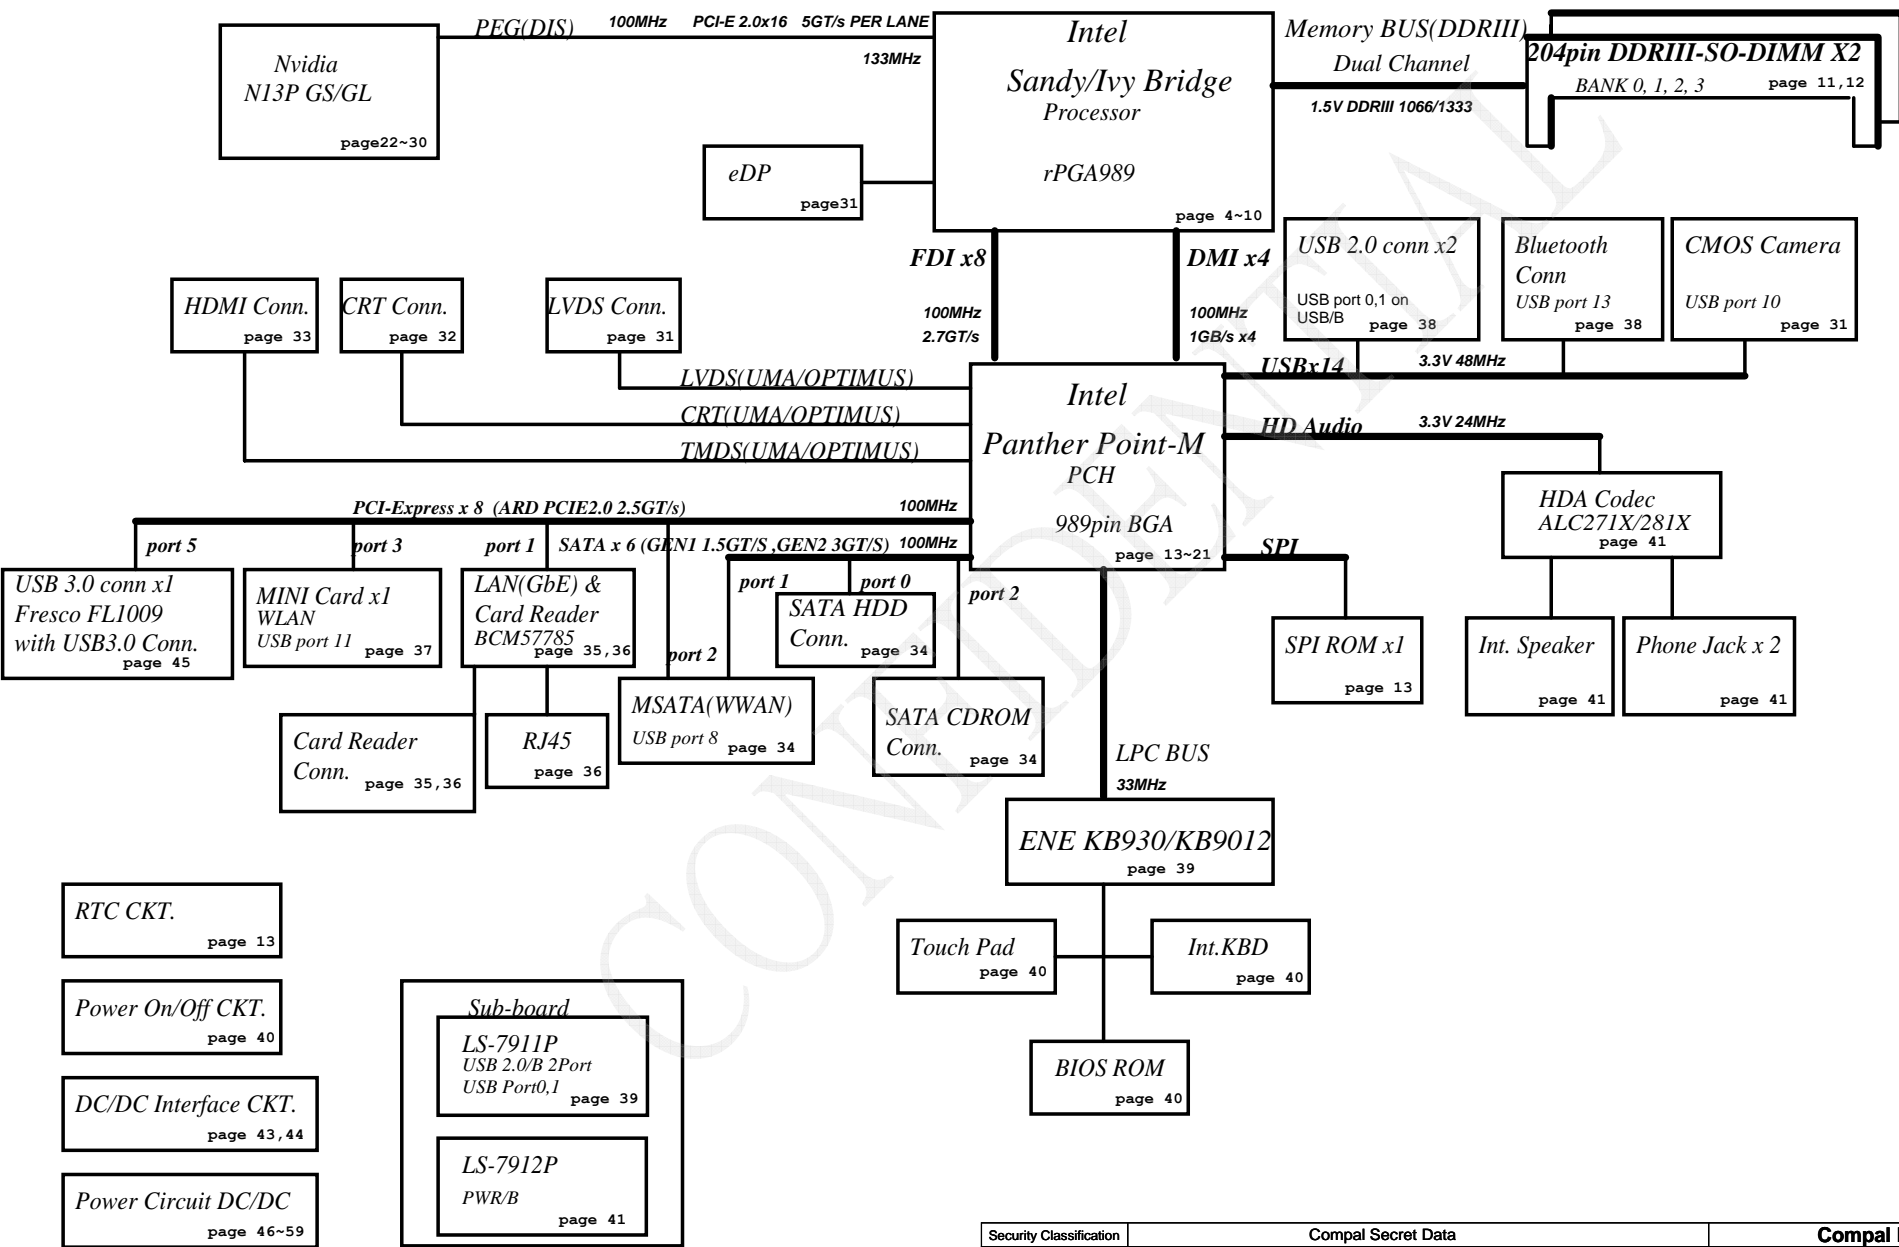 PEG(DIS)
100MHz PCI-E 2.0x16 5GT/s PER LANE
133MHz
Nvidia
N13P GS/GL
page22~30
Intel
Sandy/Ivy Bridge
Processor
rPGA989
page 4~10
Memory BUS(DDRIII)
Dual Channel
1.5V DDRIII 1066/1333
204pin DDRIII-SO-DIMM X2
BANK 0, 1, 2, 3 page 11,12
eDP
page31
FDI x8
100MHz
2.7GT/s
DMI x4
100MHz
1GB/s x4
USB 2.0 conn x2
USB port 0,1 on
USB/B page 38
Bluetooth
Conn
USB port 13
page 38
CMOS Camera
USB port 10
page 31
HDMI Conn.
page 33
CRT Conn.
page 32
LVDS Conn.
page 31
LVDS(UMA/OPTIMUS)
CRT(UMA/OPTIMUS)
TMDS(UMA/OPTIMUS)
Intel
Panther Point-M
PCH
989pin BGA
page 13~21
USBx14
3.3V 48MHz
HD Audio
3.3V 24MHz
SPI
HDA Codec
ALC271X/281X
page 41
PCI-Express x 8 (ARD PCIE2.0 2.5GT/s)
100MHz
port 5
port 3
port 1
SATA x 6 (GEN1 1.5GT/S ,GEN2 3GT/S)
100MHz
USB 3.0 conn x1
Fresco FL1009
with USB3.0 Conn.
page 45
MINI Card x1
WLAN
USB port 11 page 37
LAN(GbE) &
Card Reader
BCM57785
page 35,36
port 2
port 1
port 0
port 2
SATA HDD
Conn. page 34
MSATA(WWAN)
USB port 8 page 34
SATA CDROM
Conn.
page 34
Card Reader
Conn. page 35,36
RJ45
page 36
SPI ROM x1
page 13
Int. Speaker
page 41
Phone Jack x 2
page 41
LPC BUS
33MHz
ENE KB930/KB9012
page 39
Touch Pad
page 40
Int.KBD
page 40
BIOS ROM
page 40
RTC CKT.
page 13
Power On/Off CKT.
page 40
DC/DC Interface CKT.
page 43,44
Power Circuit DC/DC
page 46~59
Sub-board
LS-7911P
USB 2.0/B 2Port
USB Port0,1
page 39
LS-7912P
PWR/B
page 41
CONFIDENTIAL
Security Classification
Compal Secret Data
Compal